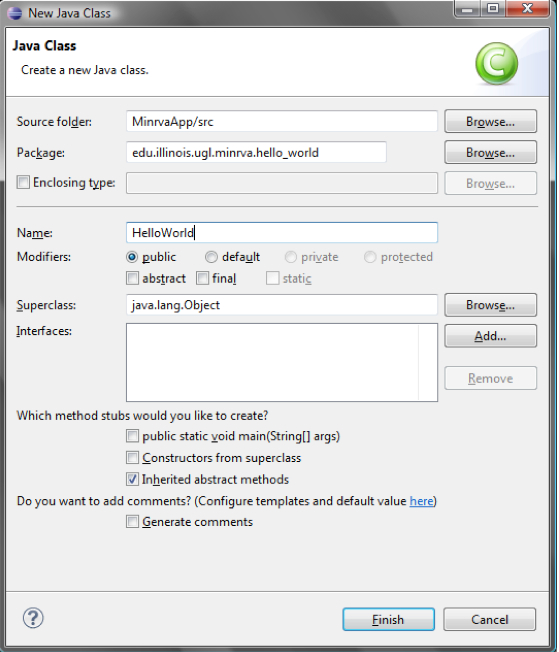 New Java Class
Java Class
Create a new Java class.
C
Source folder: MinrvaApp/src Browse...
Package: edu.illinois.ugl.minrva.hello_world Browse...
Enclosing type: Browse...
Name: HelloWorld
Modifiers: public default private protected
abstract final static
Superclass: java.lang.Object Browse...
Interfaces: Add...
Remove
Which method stubs would you like to create?
public static void main(String[] args)
Constructors from superclass
Inherited abstract methods
Do you want to add comments? (Configure templates and default value here)
Generate comments
? Finish Cancel